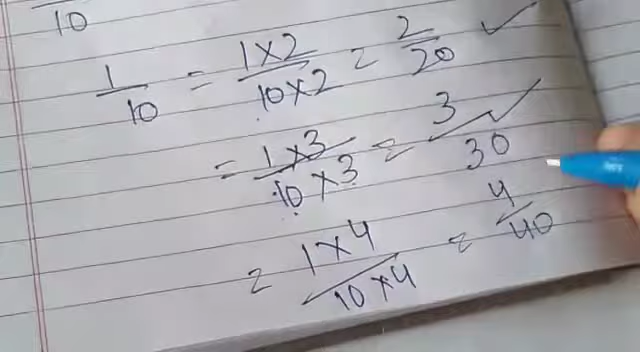 10
1/10 = 1×2/10×2 = 2/20 ✓
= 1×3/10×3 = 3/30 ✓
= 1×4/10×4 = 4/40